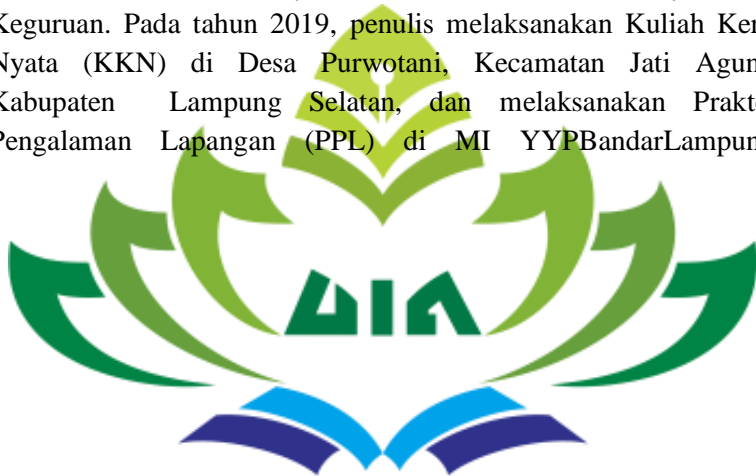 Keguruan. Pada tahun 2019, penulis melaksanakan Kuliah Ker
Nyata (KKN) di Desa Purwotani, Kecamatan Jati Agun
Kabupaten Lampung Selatan, dan melaksanakan Prakt
Pengalaman Lapangan (PPL) di MI YYPBandarLampun
UIN